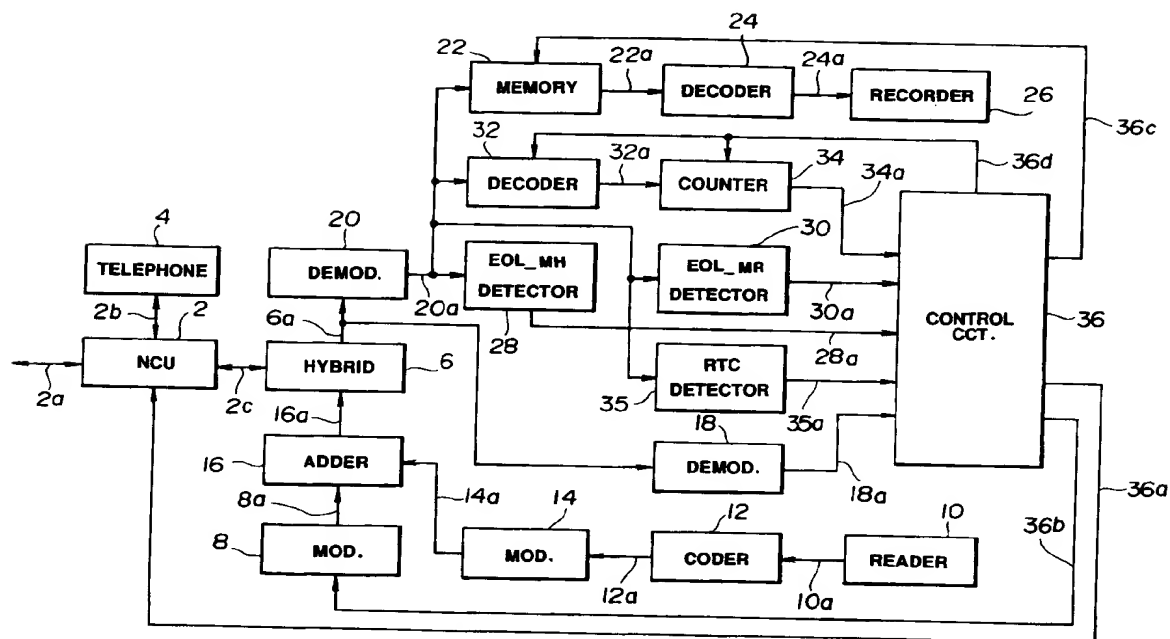 24
22
22a
24a
MEMORY
DECODER
RECORDER
26
36c
32
32a
34
36d
34a
DECODER
COUNTER
4
20
30
TELEPHONE
DEMOD.
EOL_MH
DETECTOR
EOL_MR
DETECTOR
20a
30a
CONTROL
CCT.
36
2b
2
6a
28
28a
NCU
HYBRID
6
RTC
DETECTOR
2a
2c
35
35a
16a
18
16
ADDER
DEMOD.
18a
36a
8a
14a
14
12
10
36b
8
MOD.
MOD.
CODER
READER
12a
10a